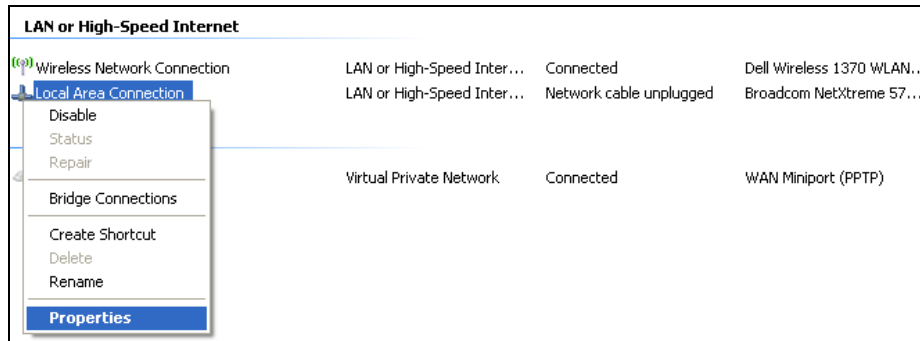 LAN or High-Speed Internet
Wireless Network Connection LAN or High-Speed Inter... Connected Dell Wireless 1370 WLAN...
Local Area Connection LAN or High-Speed Inter... Network cable unplugged Broadcom NetXtreme 57...
Disable
Status
Repair
Virtual Private Network Connected WAN Miniport (PPTP)
Bridge Connections
Create Shortcut
Delete
Rename
Properties